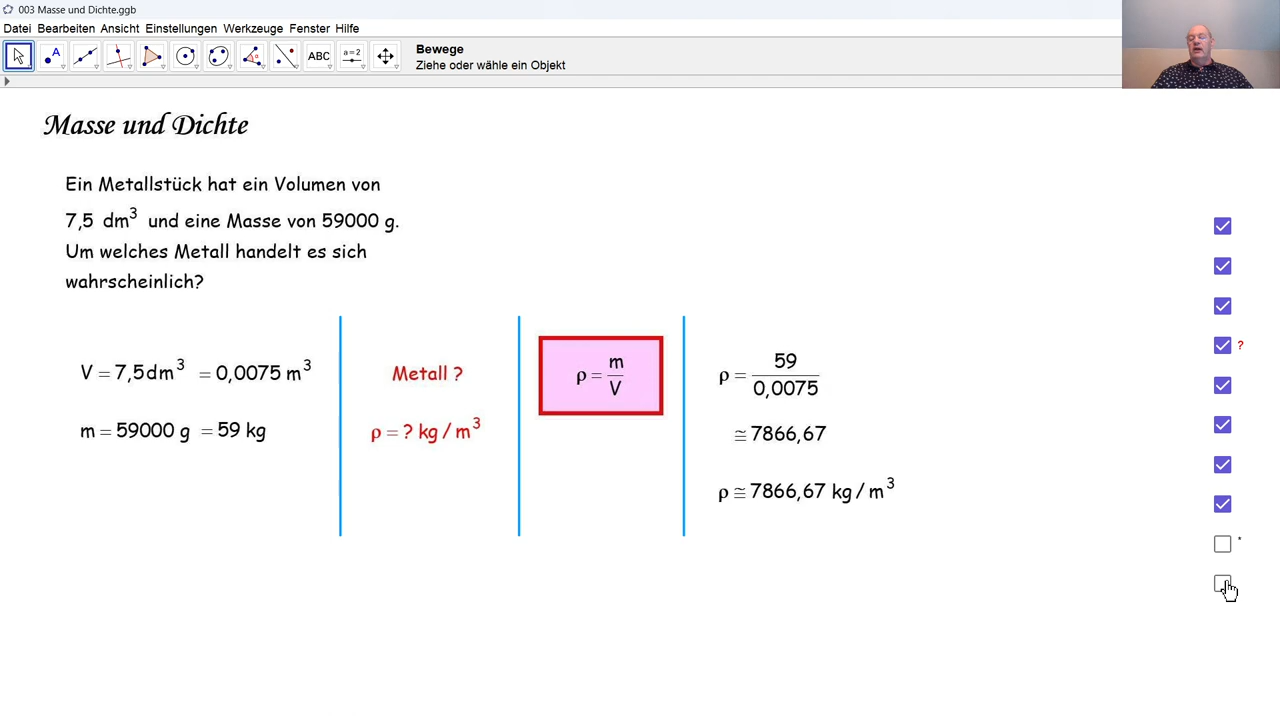 003 Masse und Dichte.ggb
Datei Bearbeiten Ansicht Einstellungen Werkzeuge Fenster Hilfe
A
ABC
a=2
Bewege
Ziehe oder wähle ein Objekt
Masse und Dichte
Ein Metallstück hat ein Volumen von
7,5 dm³ und eine Masse von 59000 g.
Um welches Metall handelt es sich
wahrscheinlich?
V = 7,5 dm³ = 0,0075 m³
m = 59000 g = 59 kg
Metall ?
ρ = ? kg / m³
ρ = m/V
ρ = 59/0,0075
≅ 7866,67
ρ ≅ 7866,67 kg / m³
?
*